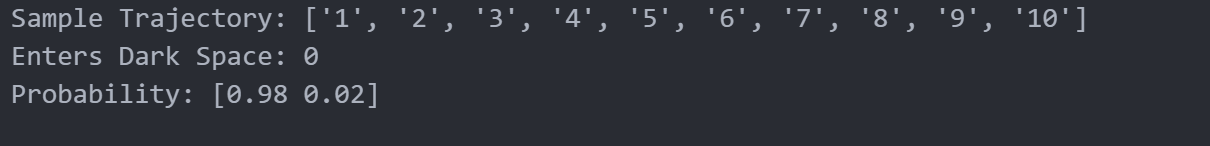 Sample Trajectory: ['1', '2', '3', '4', '5', '6', '7', '8', '9', '10']
Enters Dark Space: 0
Probability: [0.98 0.02]